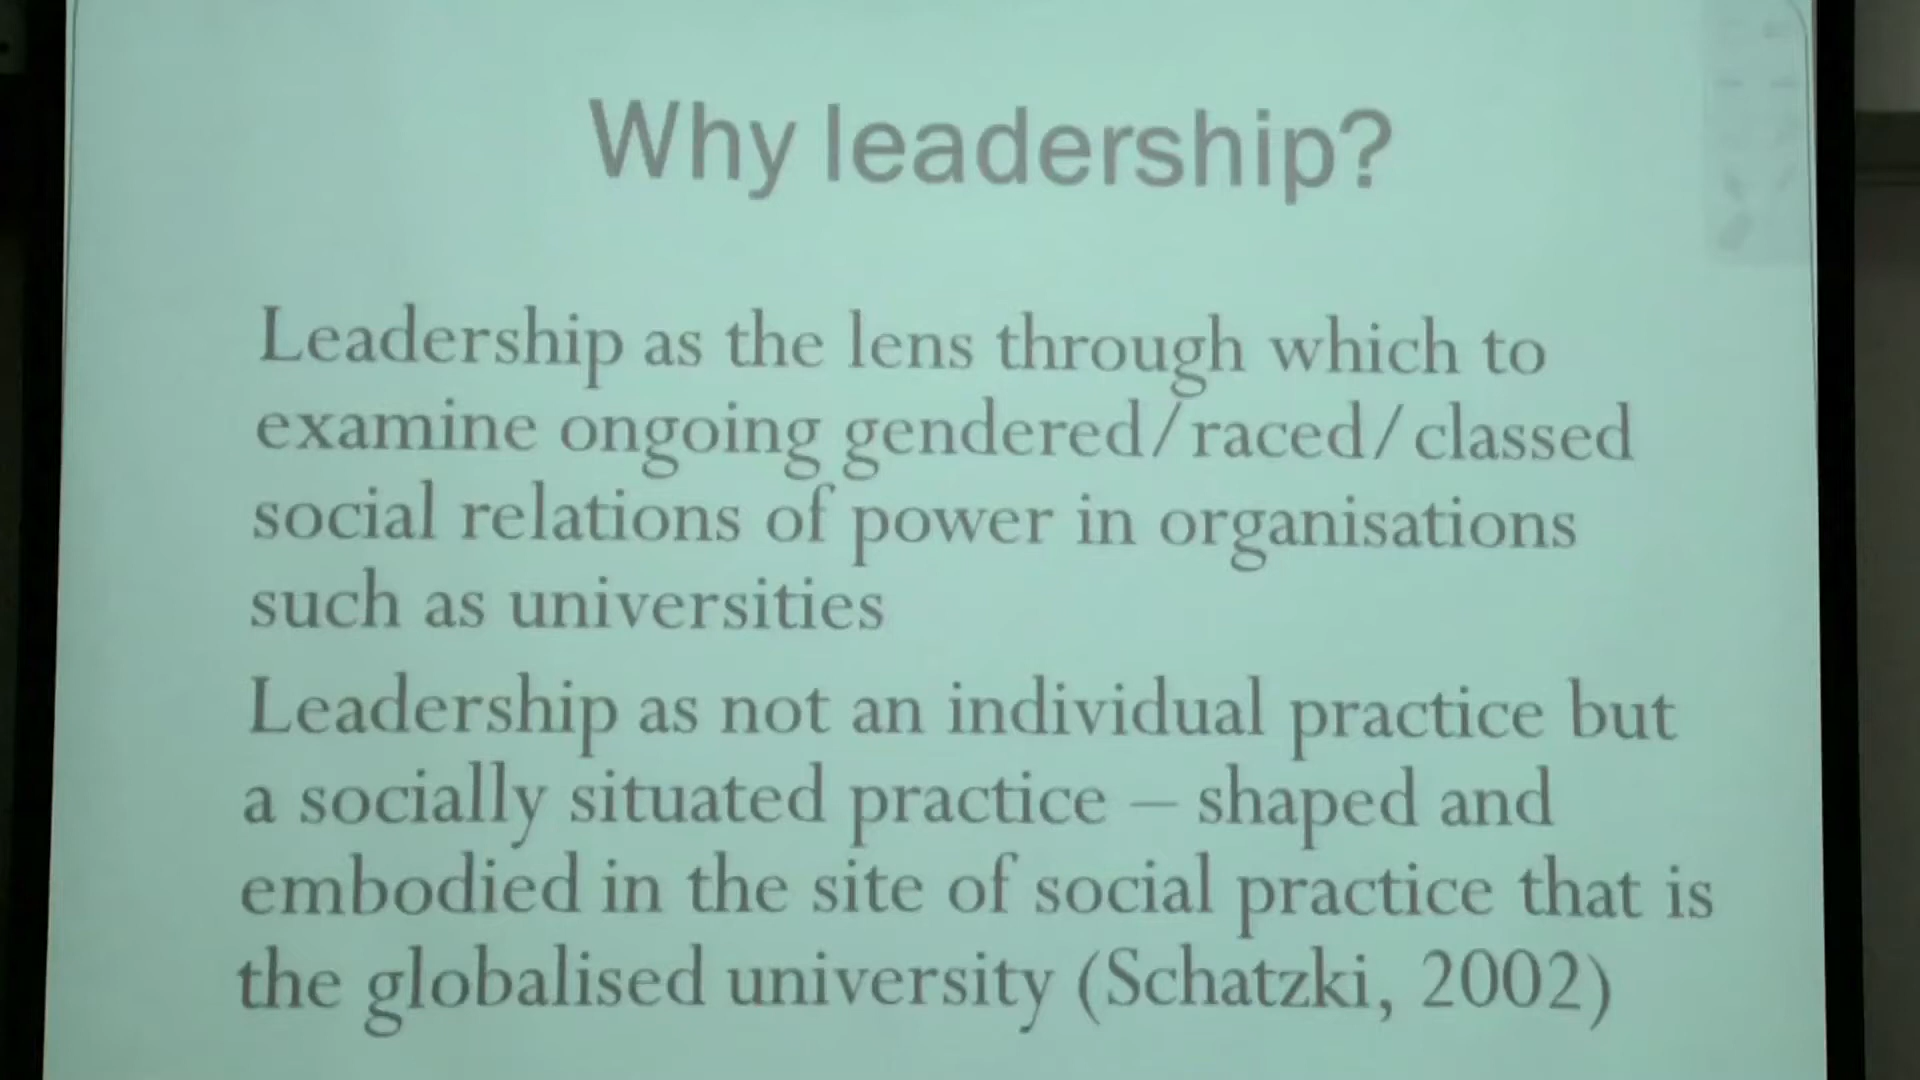 Why leadership?
Leadership as the lens through which to
examine ongoing gendered/raced/classed
social relations of power in organisations
such as universities
Leadership as not an individual practice but
a socially situated practice – shaped and
embodied in the site of social practice that is
the globalised university (Schatzki, 2002)